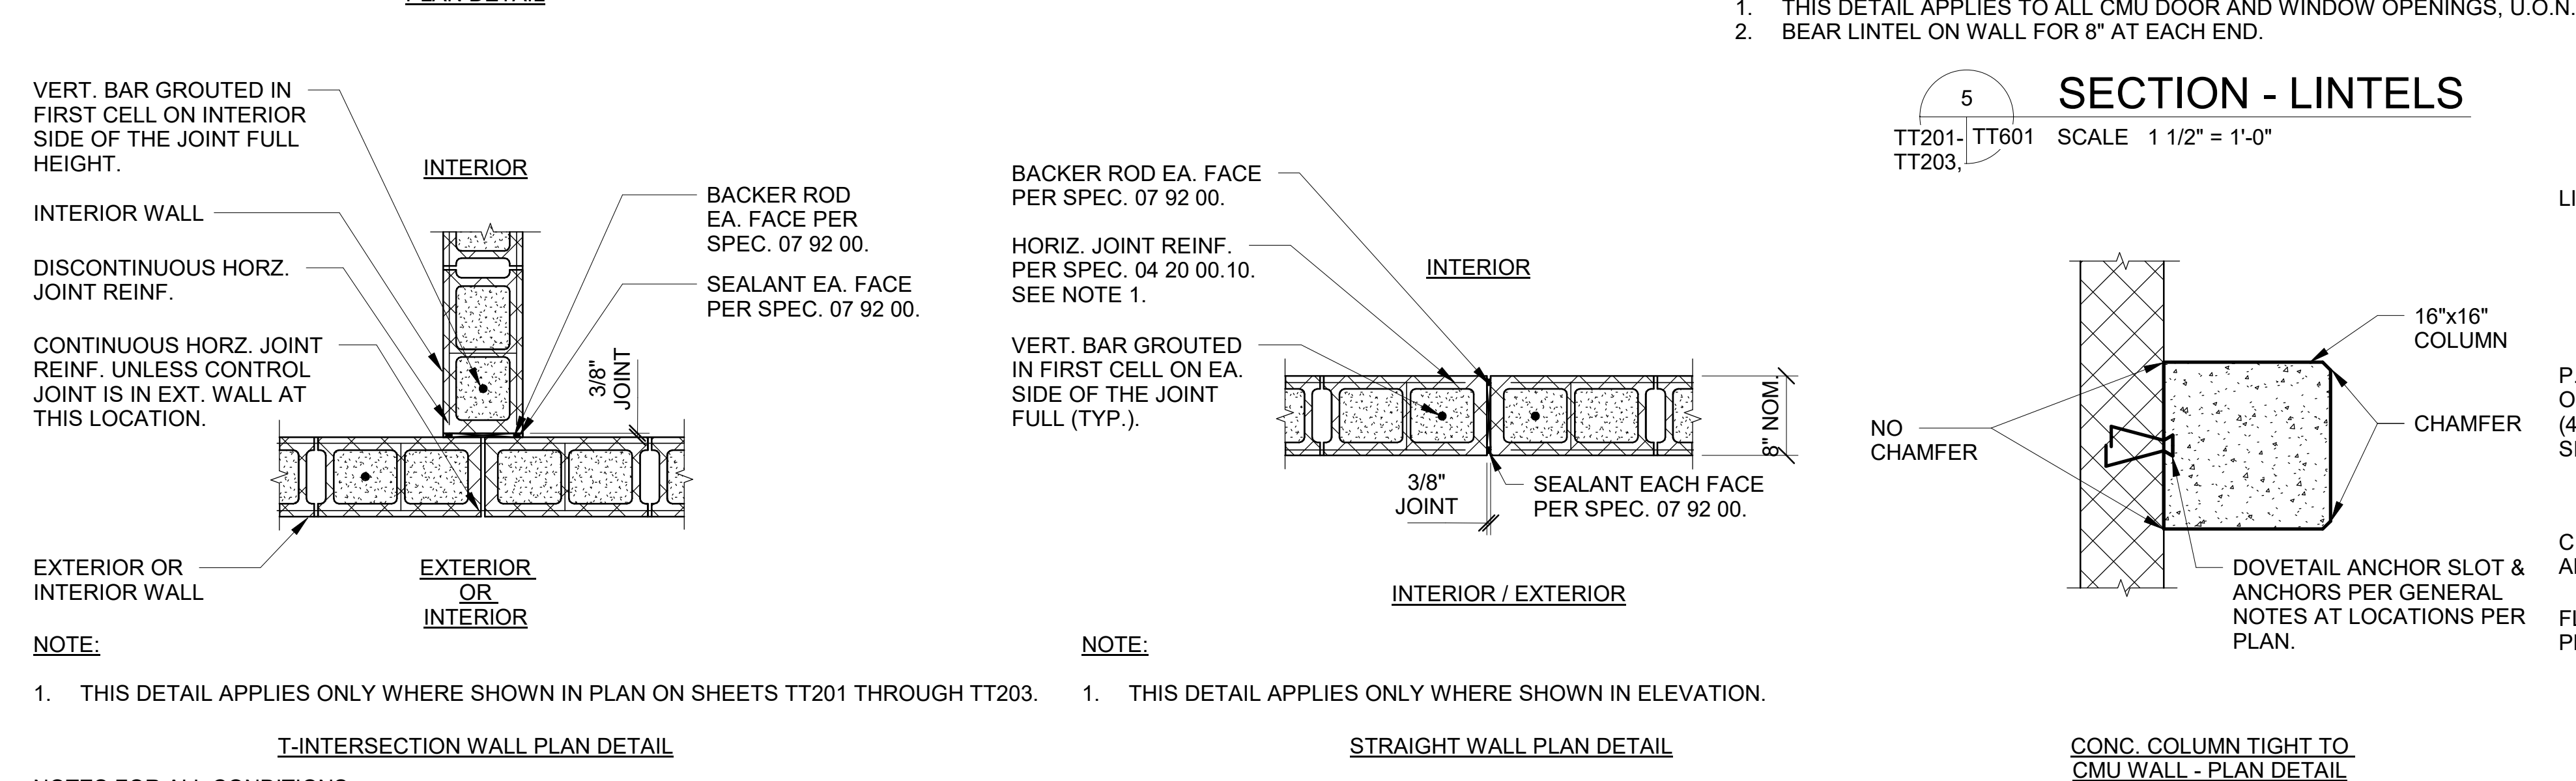 PLAN DETAIL
1. THIS DETAIL APPLIES TO ALL CMU DOOR AND WINDOW OPENINGS, U.O.N.
2. BEAR LINTEL ON WALL FOR 8" AT EACH END.
5
SECTION - LINTELS
TT201-
TT203,
TT601
SCALE 1 1/2" = 1'-0"
VERT. BAR GROUTED IN
FIRST CELL ON INTERIOR
SIDE OF THE JOINT FULL
HEIGHT.
INTERIOR WALL
DISCONTINUOUS HORZ.
JOINT REINF.
CONTINUOUS HORZ. JOINT
REINF. UNLESS CONTROL
JOINT IS IN EXT. WALL AT
THIS LOCATION.
EXTERIOR OR
INTERIOR WALL
INTERIOR
BACKER ROD
EA. FACE PER
SPEC. 07 92 00.
SEALANT EA. FACE
PER SPEC. 07 92 00.
3/8"
JOINT
EXTERIOR
OR
INTERIOR
NOTE:
1. THIS DETAIL APPLIES ONLY WHERE SHOWN IN PLAN ON SHEETS TT201 THROUGH TT203.
T-INTERSECTION WALL PLAN DETAIL
NOTES FOR ALL CONDITIONS
BACKER ROD EA. FACE
PER SPEC. 07 92 00.
HORIZ. JOINT REINF.
PER SPEC. 04 20 00.10.
SEE NOTE 1.
VERT. BAR GROUTED
IN FIRST CELL ON EA.
SIDE OF THE JOINT
FULL (TYP.).
INTERIOR
8" NOM.
3/8"
JOINT
SEALANT EACH FACE
PER SPEC. 07 92 00.
INTERIOR / EXTERIOR
NOTE:
1. THIS DETAIL APPLIES ONLY WHERE SHOWN IN ELEVATION.
STRAIGHT WALL PLAN DETAIL
16"x16"
COLUMN
NO
CHAMFER
CHAMFER
DOVETAIL ANCHOR SLOT &
ANCHORS PER GENERAL
NOTES AT LOCATIONS PER
PLAN.
CONC. COLUMN TIGHT TO
CMU WALL - PLAN DETAIL